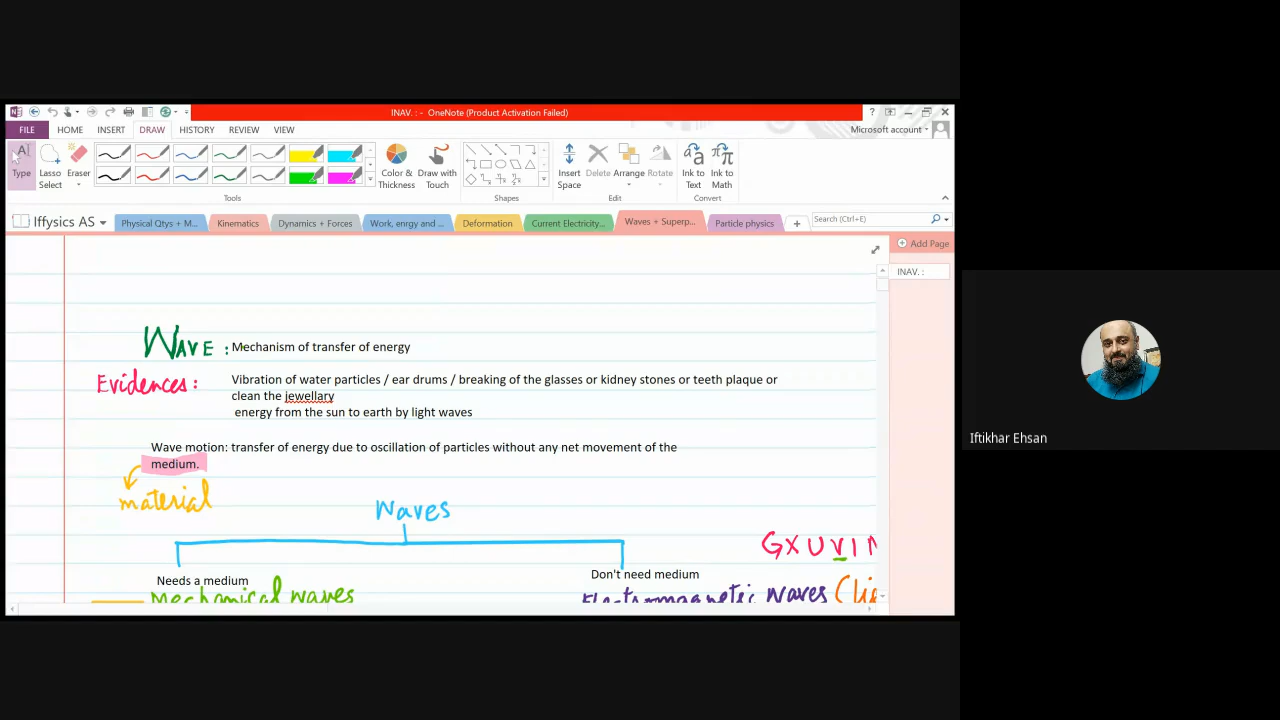 INAV. : - OneNote (Product Activation Failed)
FILE HOME INSERT DRAW HISTORY REVIEW VIEW Microsoft account
Type Lasso Select Eraser Color & Thickness Draw with Touch Insert Space Delete Arrange Rotate Ink to Text Ink to Math
Tools Shapes Edit Convert
Iffysics AS Physical Qtys + M... Kinematics Dynamics + Forces Work, enrgy and ... Deformation Current Electricity... Waves + Superp... Particle physics Search (Ctrl+E)
Add Page
INAV. :
WAVE : Mechanism of transfer of energy
Evidences: Vibration of water particles / ear drums / breaking of the glasses or kidney stones or teeth plaque or
clean the jewellary
energy from the sun to earth by light waves
Wave motion: transfer of energy due to oscillation of particles without any net movement of the
medium.
material
Waves
GXUVI
Needs a medium Don't need medium
Mechanical waves Electromagnetic waves
Iftikhar Ehsan